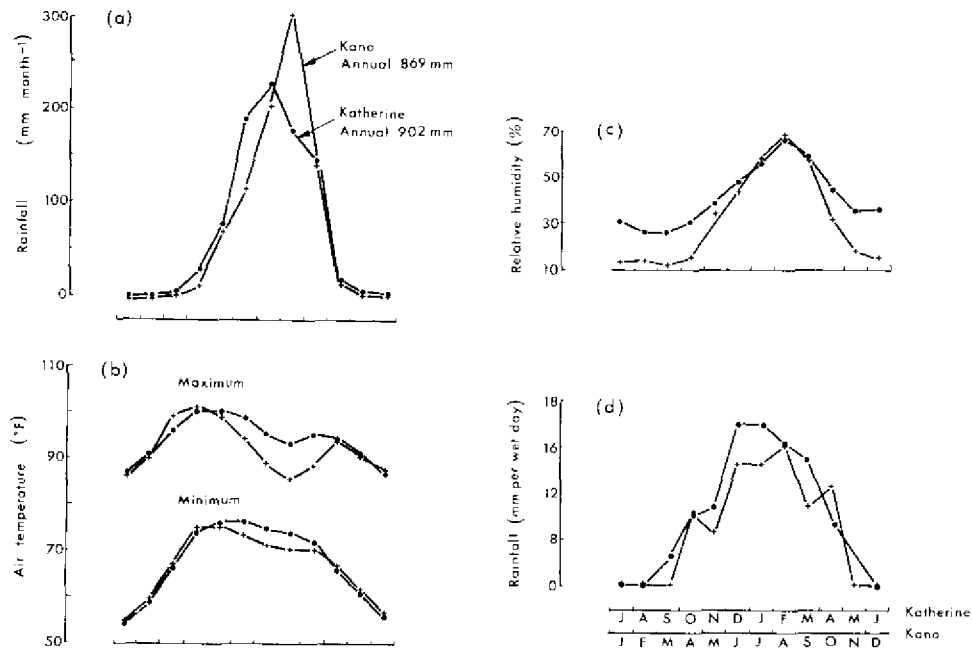 (a)
300
200
100
0
Rainfall (mm month⁻¹)
Kano
Annual 869 mm
Katherine
Annual 902 mm
(b)
110
90
70
50
Air temperature (°F)
Maximum
Minimum
(c)
70
50
30
10
Relative humidity (%)
(d)
18
16
12
8
0
Rainfall (mm per wet day)
J A S O N D J F M A M J Katherine
J F M A M J J A S O N D Kano